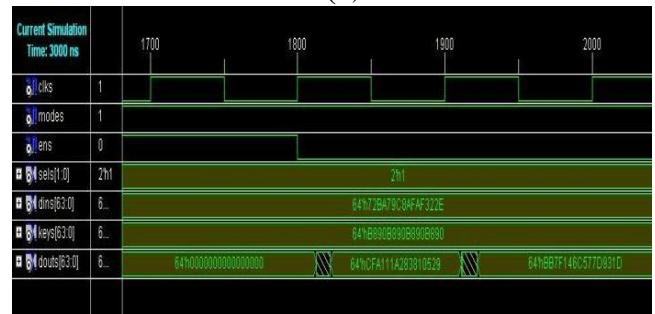 Current Simulation
Time: 3000 ns
1700 1800 1900 2000
clks 1
modes 1
ens 0
sels[1:0] 2'h1 2'h1
dins[63:0] 6... 64'h72BA79C8AFAF322E
keys[63:0] 6... 64'hB890B890B890B890
douts[63:0] 6... 64'h0000000000000000 64'hCFA111A283810529 64'hBB7F146C577D931D